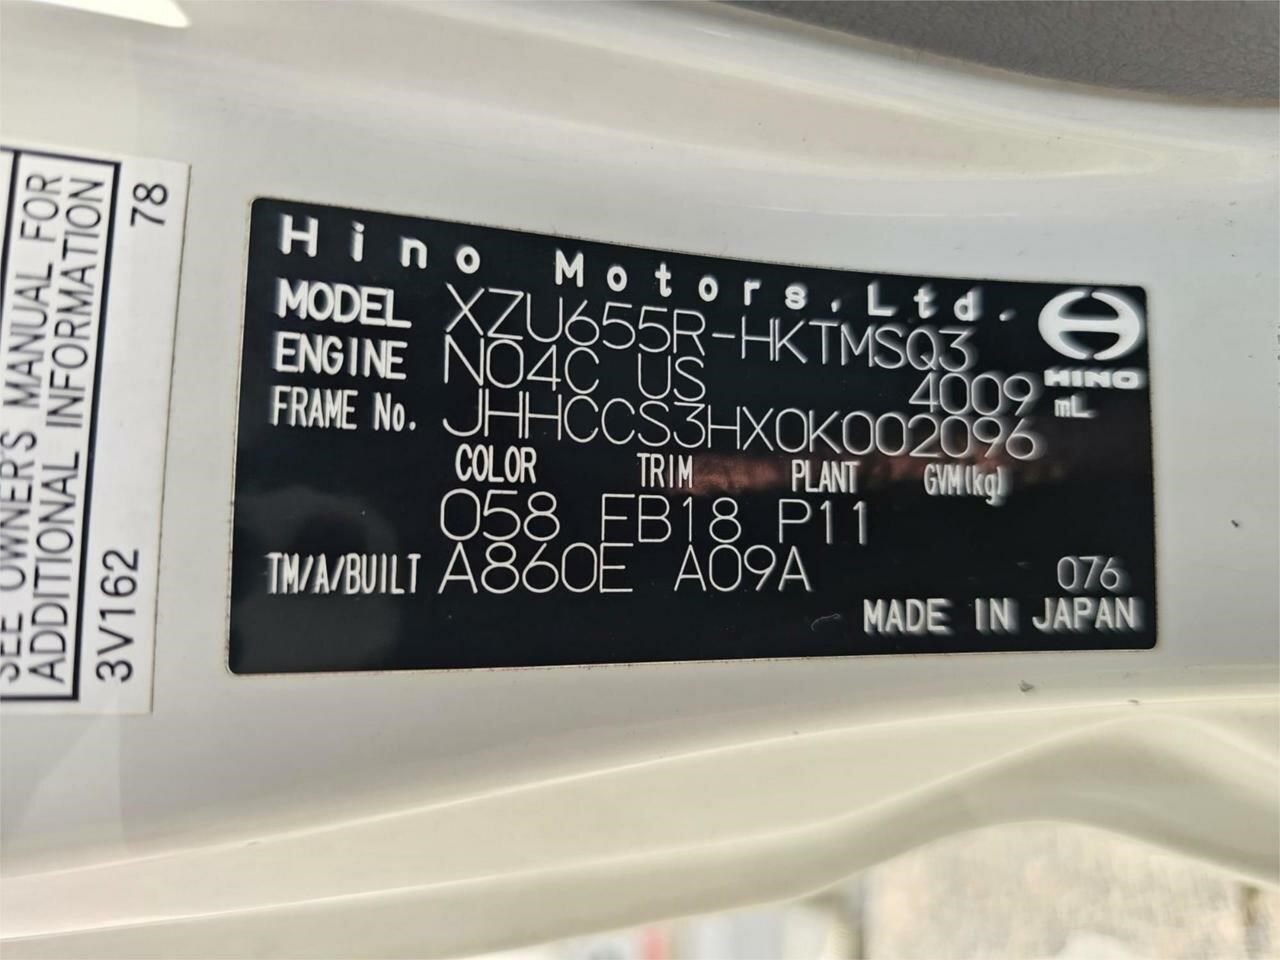 SEE OWNER'S MANUAL FOR
ADDITIONAL INFORMATION
3V162 78
Hino Motors, Ltd.
MODEL XZU655R-HKTMSQ3
ENGINE N04C US 4009 mL
HINO
FRAME No. JHHCCS3HX0K002096
COLOR TRIM PLANT GVM(kg)
058 FB18 P11
TM/A/BUILT A860E A09A 076
MADE IN JAPAN